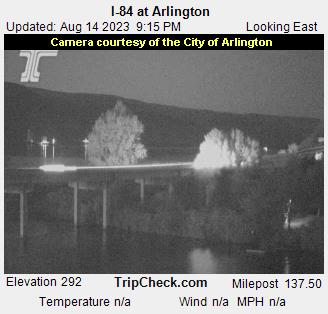 I-84 at Arlington
Updated: Aug 14 2023 9:15 PM Looking East
Camera courtesy of the City of Arlington
Elevation 292 TripCheck.com Milepost 137.50
Temperature n/a Wind n/a MPH n/a